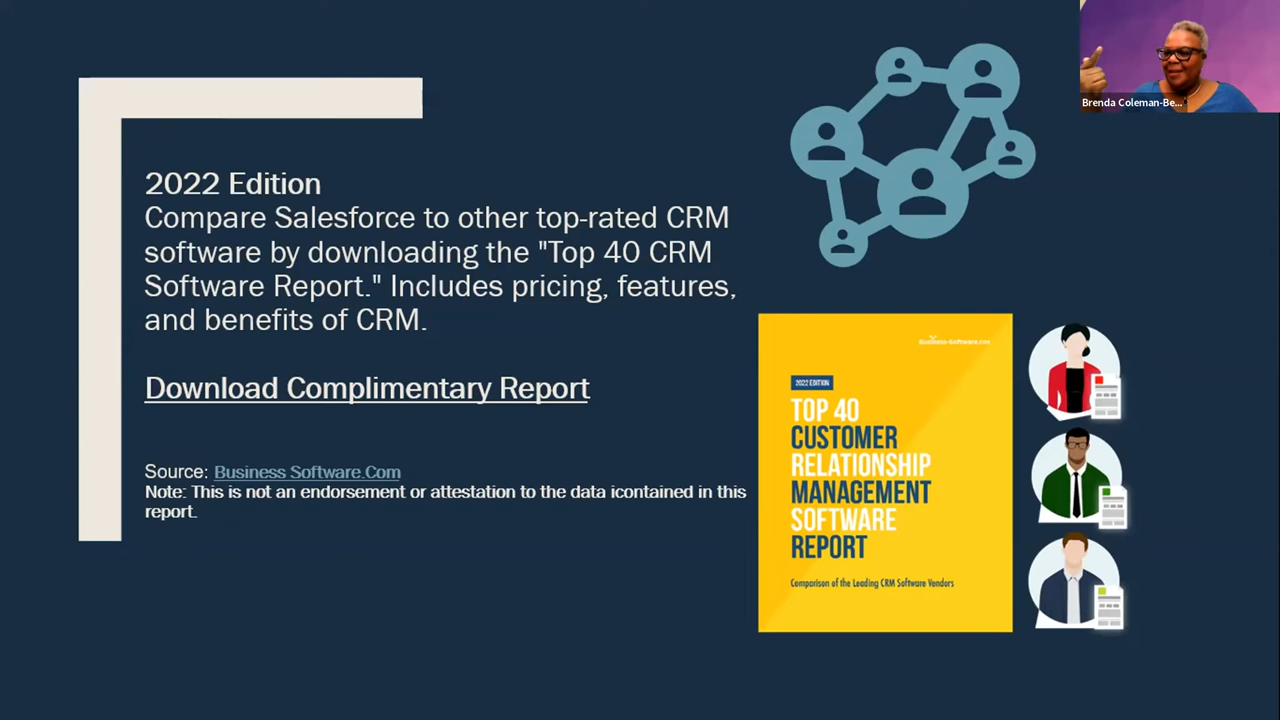 2022 Edition
Compare Salesforce to other top-rated CRM
software by downloading the "Top 40 CRM
Software Report." Includes pricing, features,
and benefits of CRM.
Download Complimentary Report
Source: Business Software.Com
Note: This is not an endorsement or attestation to the data icontained in this
report.
Brenda Coleman-Be...
Business-Software.com
2022 EDITION
TOP 40
CUSTOMER
RELATIONSHIP
MANAGEMENT
SOFTWARE
REPORT
Comparison of the Leading CRM Software Vendors